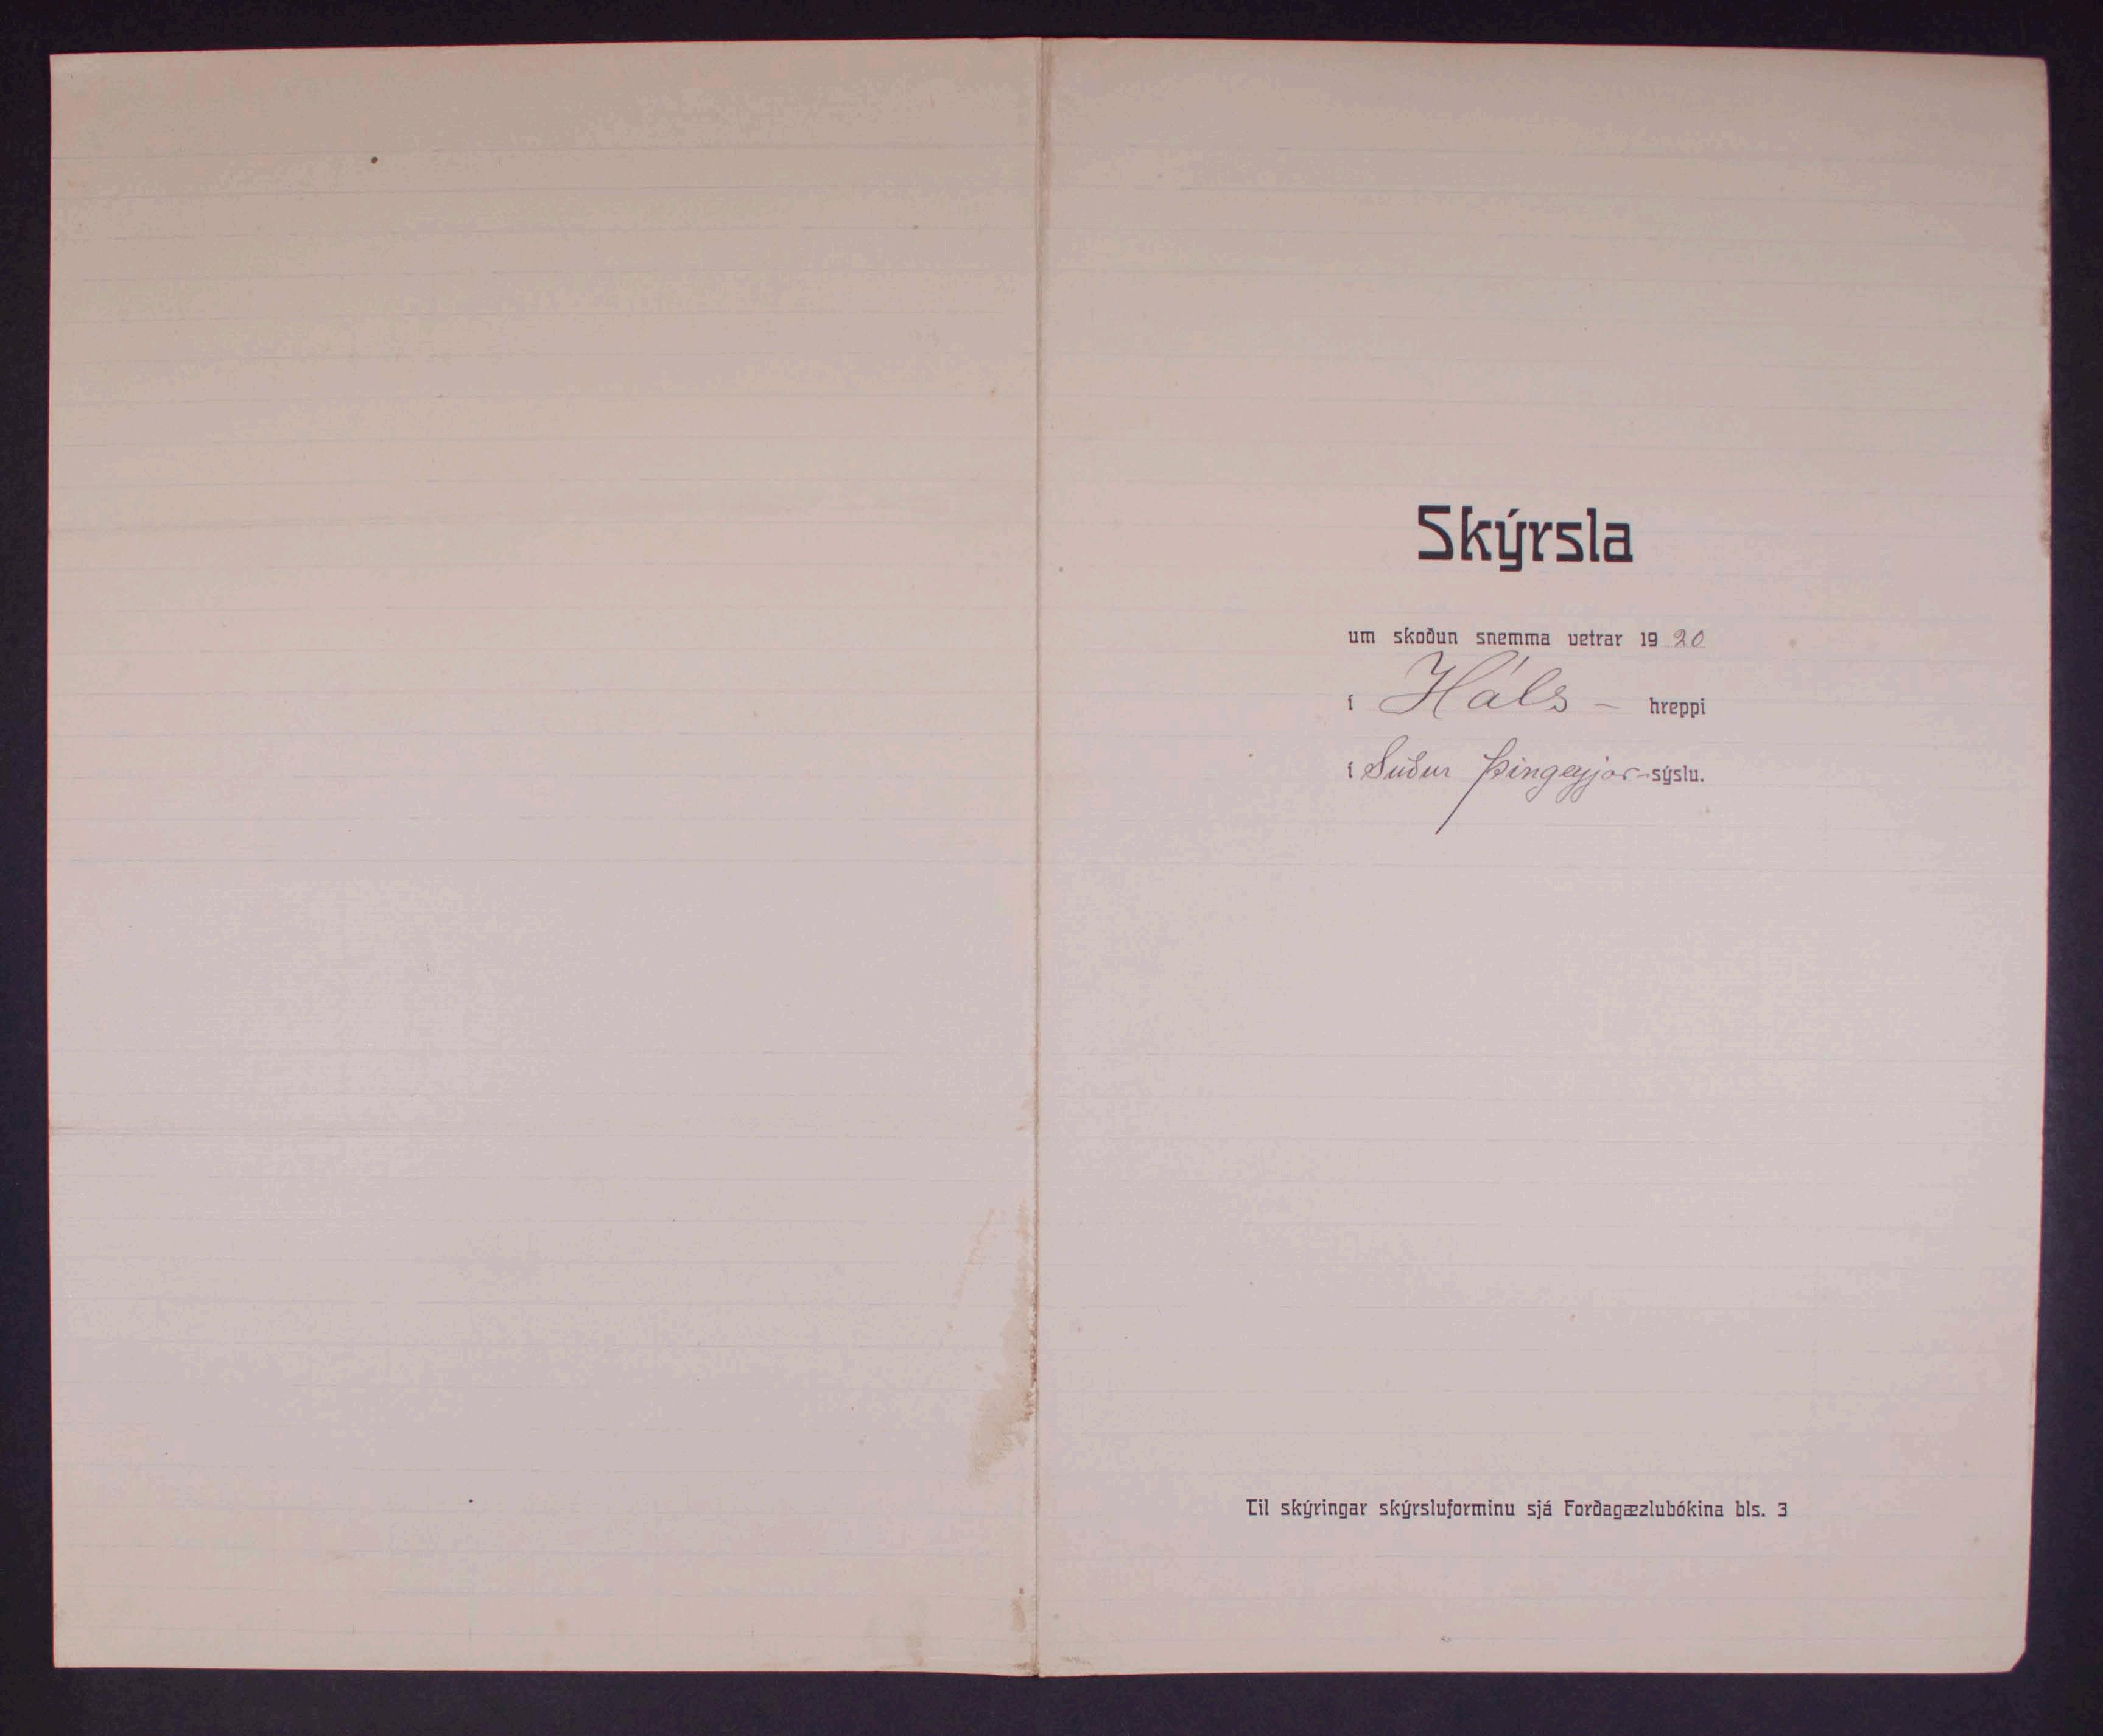 Skýrsla
um skoðun snemma vetrar 1920
í Háls - hreppi
í Suður Þingeyjar-sýslu.
Til skýringar skýrsluforminu sjá Forðagæzlubókina bls. 3